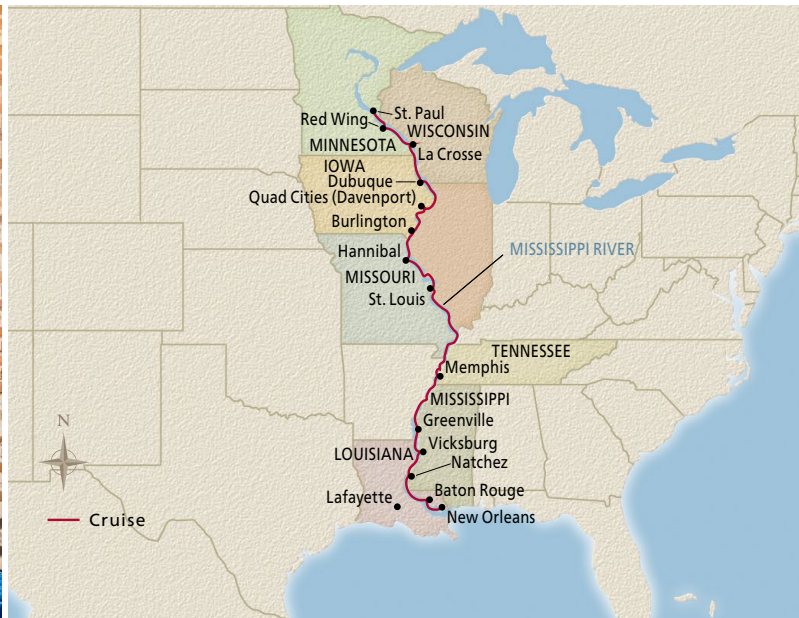 St. Paul
Red Wing
WISCONSIN
MINNESOTA
La Crosse
IOWA
Dubuque
Quad Cities (Davenport)
Burlington
Hannibal
MISSISSIPPI RIVER
MISSOURI
St. Louis
TENNESSEE
Memphis
MISSISSIPPI
Greenville
N
Vicksburg
LOUISIANA
Natchez
Baton Rouge
Lafayette
New Orleans
Cruise